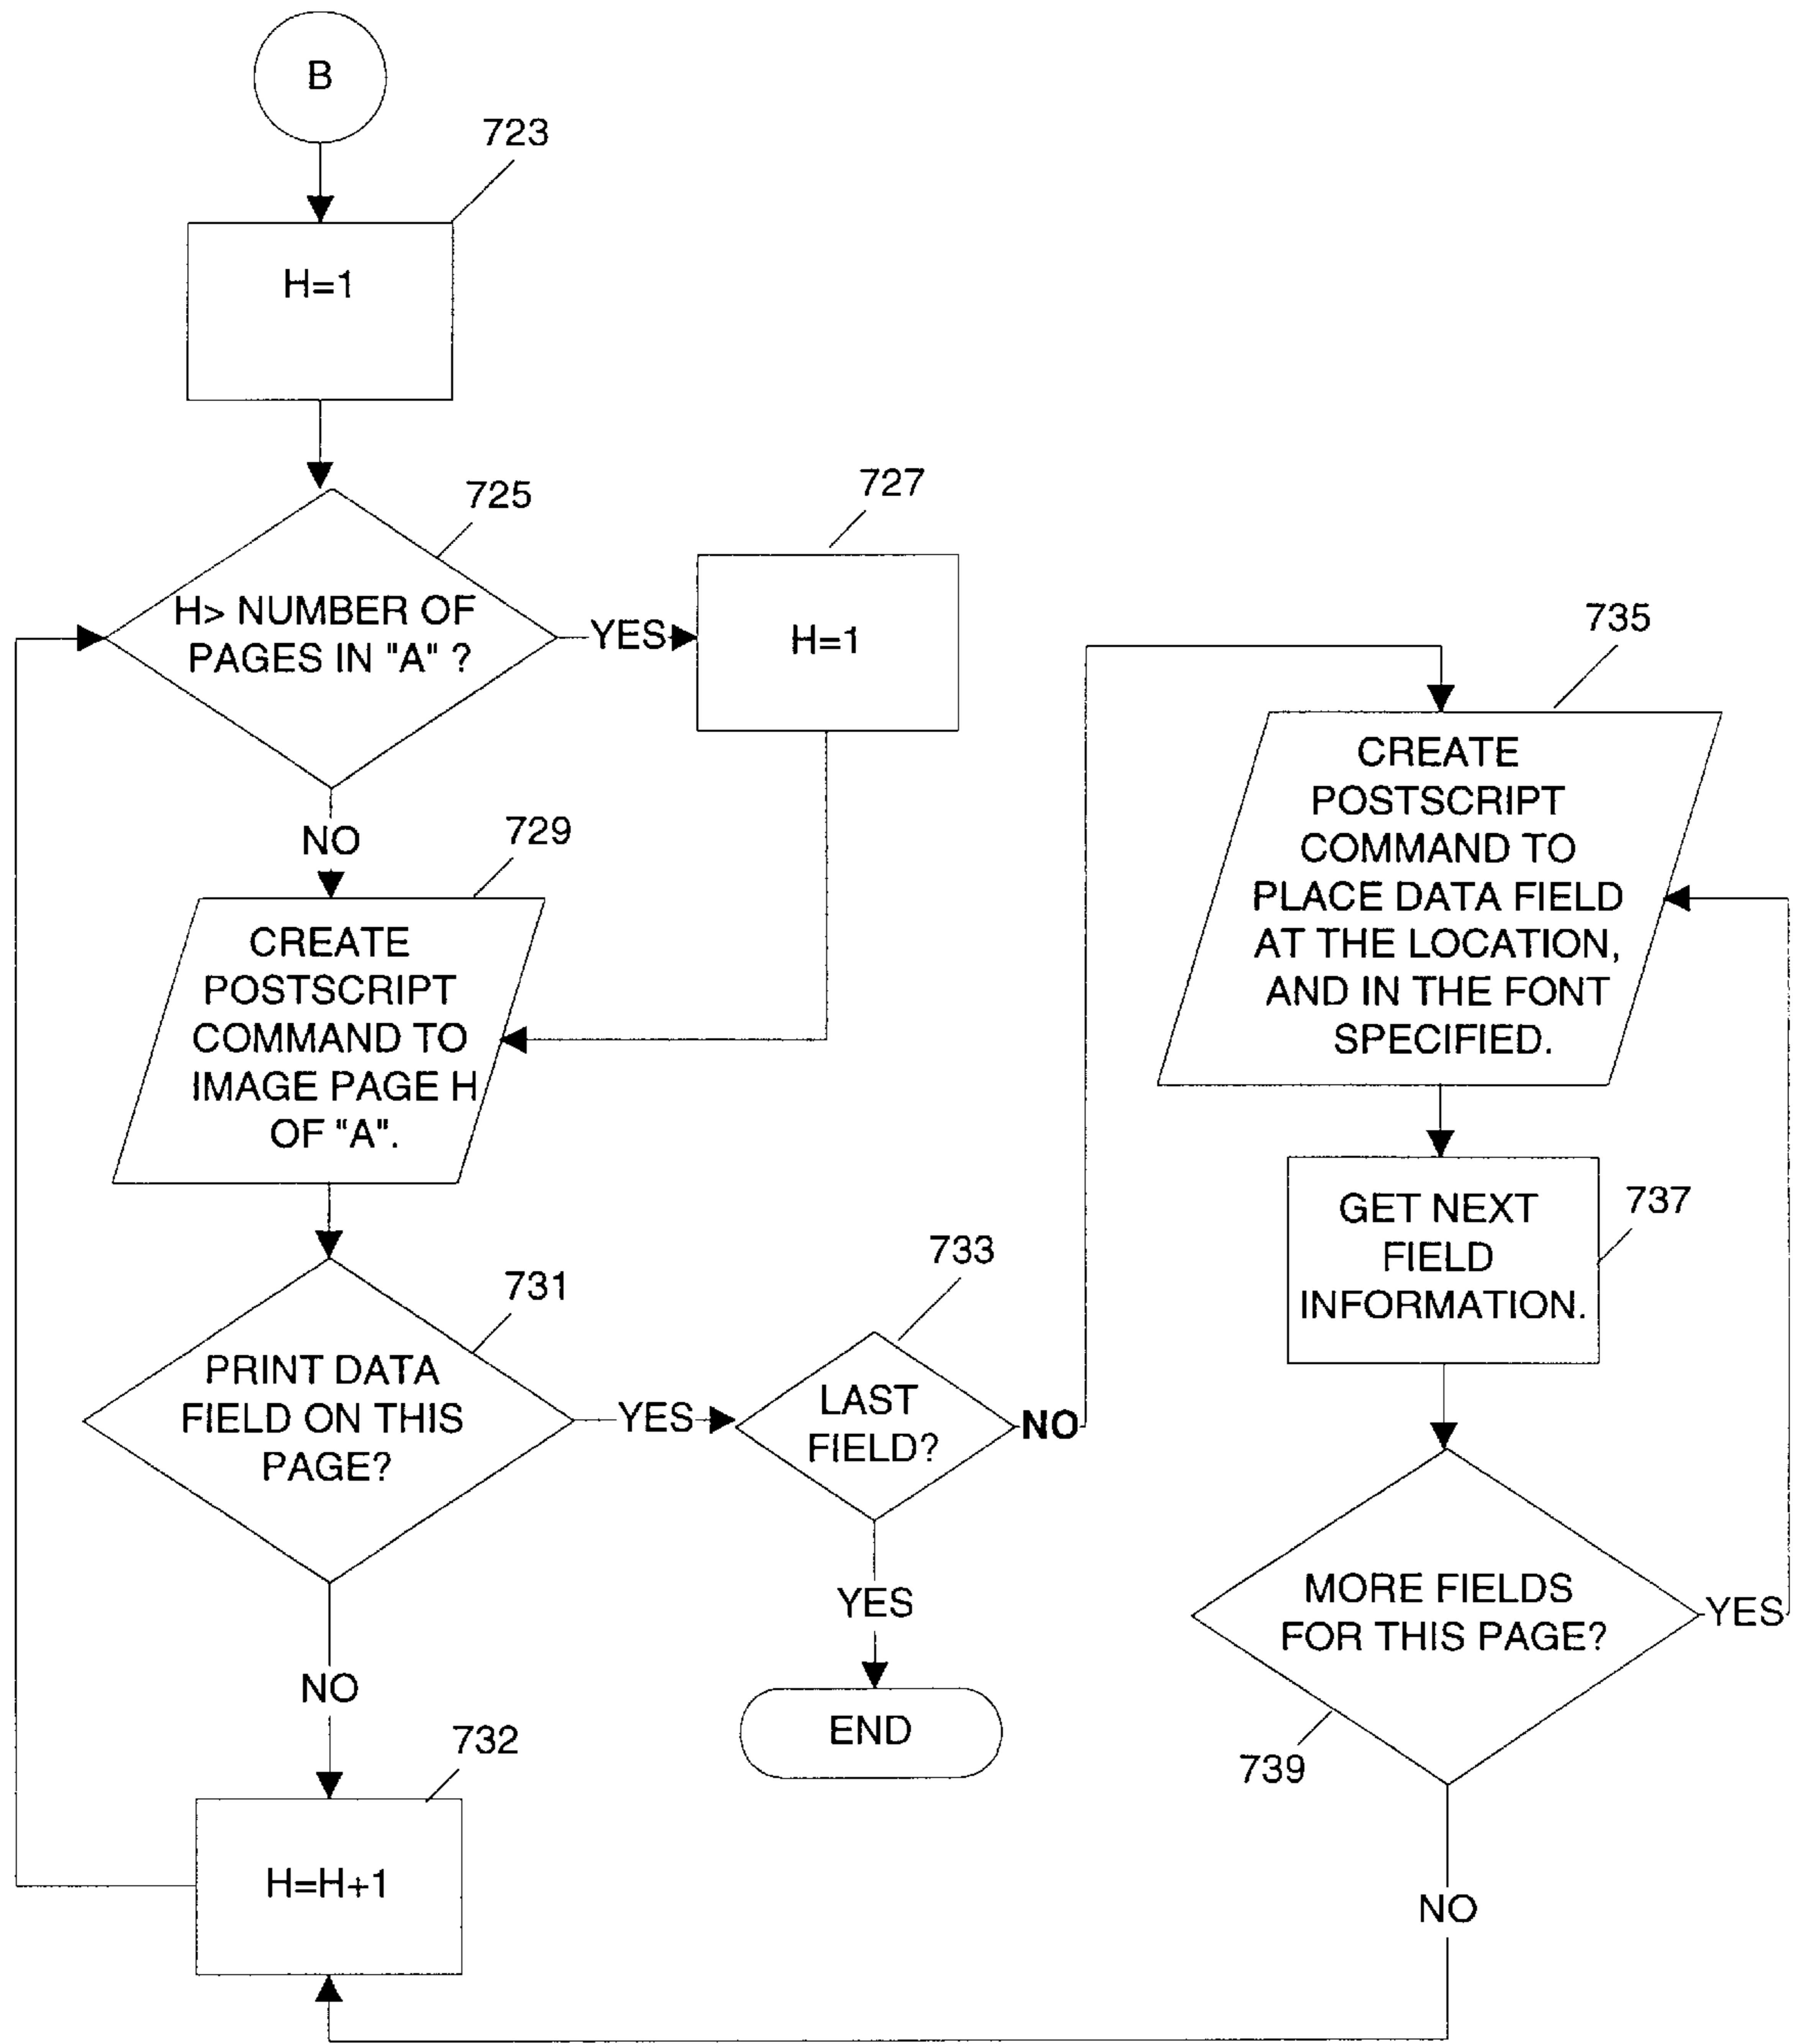 B
723
H=1
725
H> NUMBER OF
PAGES IN "A" ?
YES
727
H=1
NO
729
CREATE
POSTSCRIPT
COMMAND TO
IMAGE PAGE H
OF "A".
731
PRINT DATA
FIELD ON THIS
PAGE?
YES
733
LAST
FIELD?
NO
YES
END
NO
732
H=H+1
735
CREATE
POSTSCRIPT
COMMAND TO
PLACE DATA FIELD
AT THE LOCATION,
AND IN THE FONT
SPECIFIED.
GET NEXT
FIELD
INFORMATION.
737
MORE FIELDS
FOR THIS PAGE?
YES
739
NO